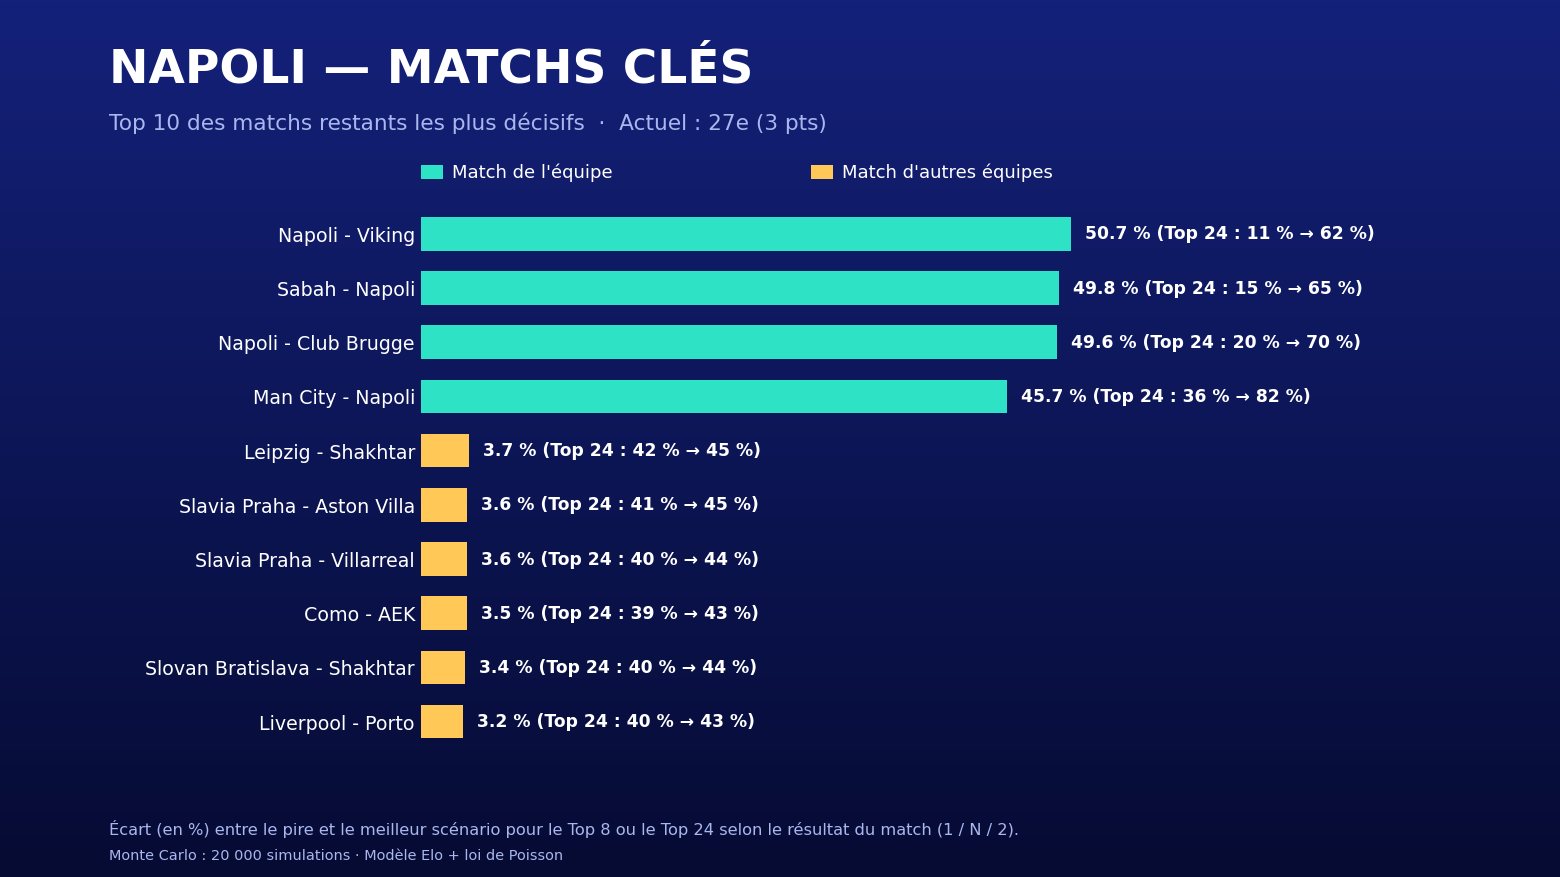 NAPOLI — MATCHS CLÉS
Top 10 des matchs restants les plus décisifs · Actuel : 27e (3 pts)
Match de l'équipe
Match d'autres équipes
Napoli - Viking 50.7 % (Top 24 : 11 % → 62 %)
Sabah - Napoli 49.8 % (Top 24 : 15 % → 65 %)
Napoli - Club Brugge 49.6 % (Top 24 : 20 % → 70 %)
Man City - Napoli 45.7 % (Top 24 : 36 % → 82 %)
Leipzig - Shakhtar 3.7 % (Top 24 : 42 % → 45 %)
Slavia Praha - Aston Villa 3.6 % (Top 24 : 41 % → 45 %)
Slavia Praha - Villarreal 3.6 % (Top 24 : 40 % → 44 %)
Como - AEK 3.5 % (Top 24 : 39 % → 43 %)
Slovan Bratislava - Shakhtar 3.4 % (Top 24 : 40 % → 44 %)
Liverpool - Porto 3.2 % (Top 24 : 40 % → 43 %)
Écart (en %) entre le pire et le meilleur scénario pour le Top 8 ou le Top 24 selon le résultat du match (1 / N / 2).
Monte Carlo : 20 000 simulations · Modèle Elo + loi de Poisson